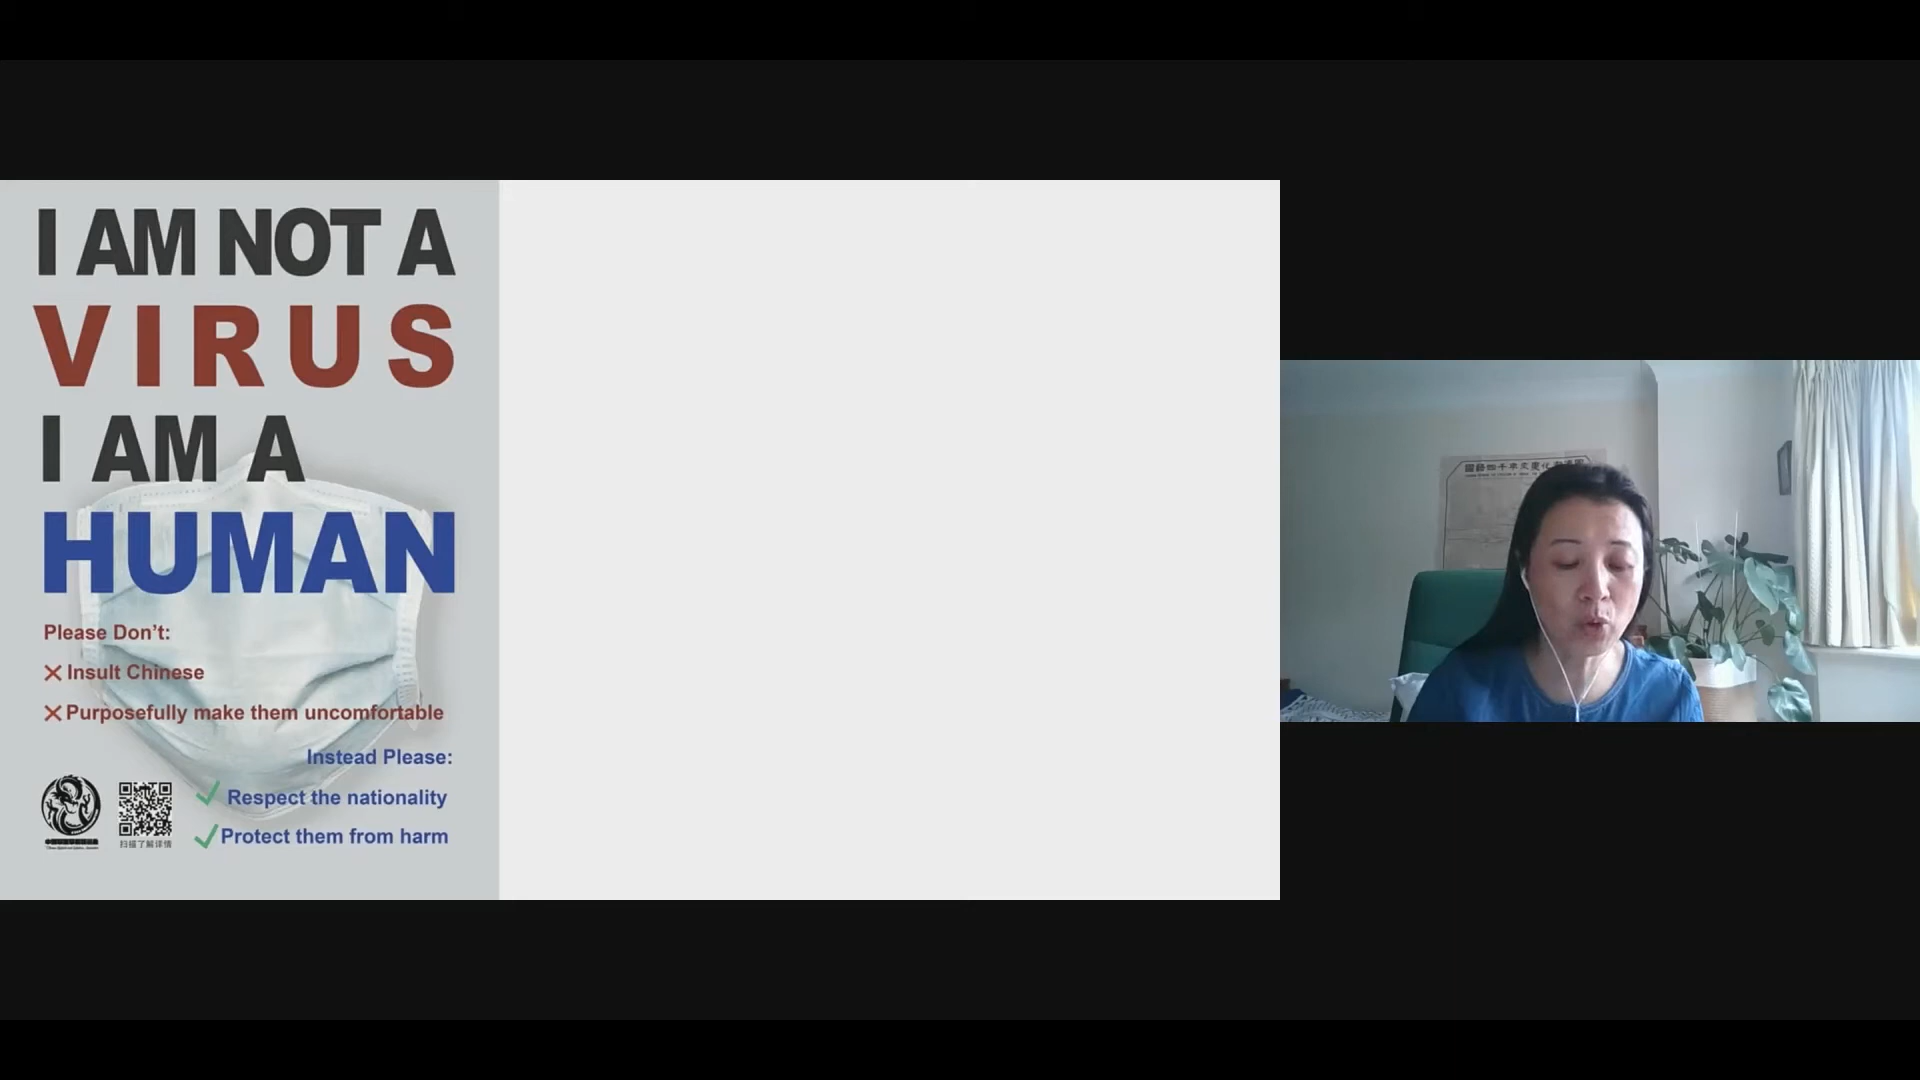 I AM NOT A
VIRUS
I AM A
HUMAN
Please Don't:
Insult Chinese
Purposefully make them uncomfortable
Instead Please:
Respect the nationality
Protect them from harm
扫描了解详情